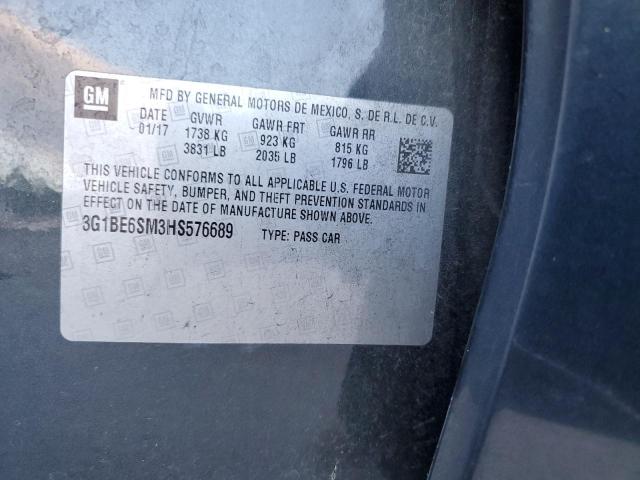 GM
MFD BY GENERAL MOTORS DE MEXICO, S. DE R.L. DE C.V.
DATE GVWR GAWR FRT GAWR RR
01/17 1738 KG 923 KG 815 KG
3831 LB 2035 LB 1796 LB
THIS VEHICLE CONFORMS TO ALL APPLICABLE U.S. FEDERAL MOTOR
VEHICLE SAFETY, BUMPER, AND THEFT PREVENTION STANDARDS IN
EFFECT ON THE DATE OF MANUFACTURE SHOWN ABOVE.
3G1BE6SM3HS576689 TYPE: PASS CAR